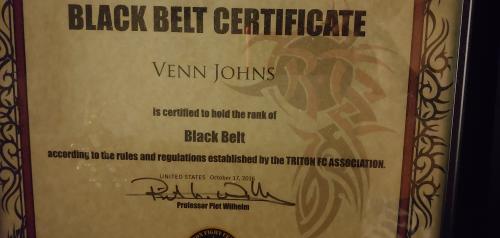 BLACK BELT CERTIFICATE
VENN JOHNS
is certified to hold the rank of
Black Belt
according to the rules and regulations established by the TRITON FC ASSOCIATION.
UNITED STATES October 17, 2016
Professor Piet Wilhelm